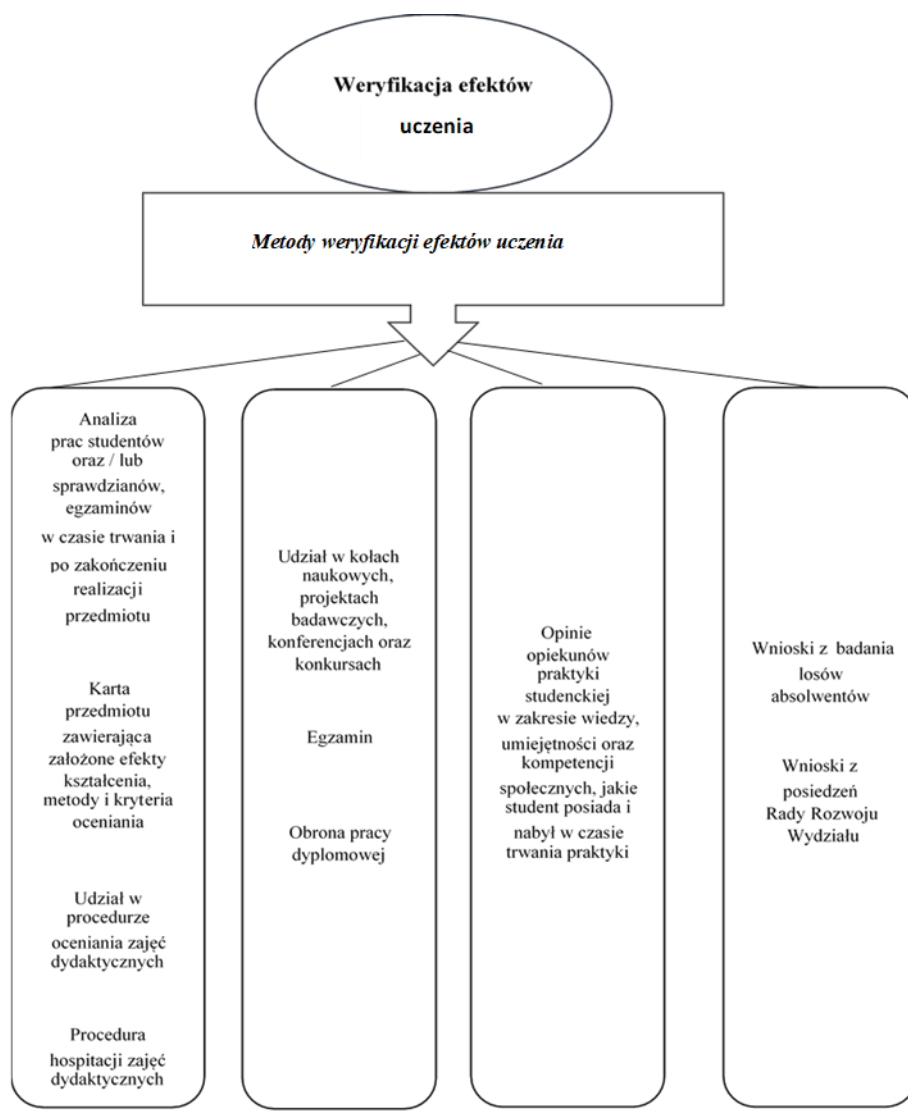 Weryfikacja efektów
uczenia
Metody weryfikacji efektów uczenia
Analiza
prac studentów
oraz / lub
sprawdzianów,
egzaminów
w czasie trwania i
po zakończeniu
realizacji
przedmiotu
Karta
przedmiotu
zawierająca
założone efekty
kształcenia,
metody i kryteria
oceniania
Udział w
procedurze
oceniania zajęć
dydaktycznych
Procedura
hospitacji zajęć
dydaktycznych
Udział w kołach
naukowych,
projektach
badawczych,
konferencjach oraz
konkursach
Egzamin
Obrona pracy
dyplomowej
Opinie
opiekunów
praktyki
studenckiej
w zakresie wiedzy,
umiejętności oraz
kompetencji
społecznych, jakie
student posiada i
nabył w czasie
trwania praktyki
Wnioski z badania
losów
absolwentów
Wnioski z
posiedzeń
Rady Rozwoju
Wydziału